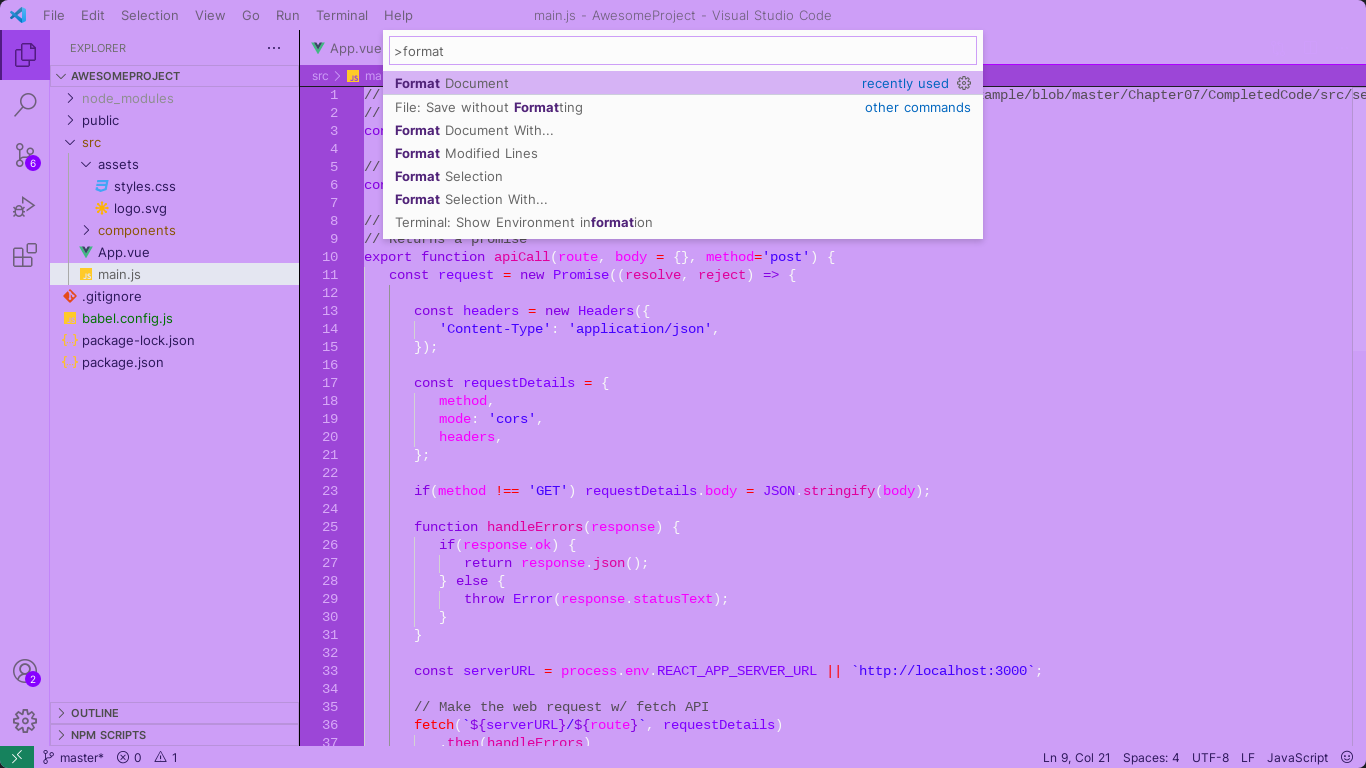 File Edit Selection View Go Run Terminal Help
main.js - AwesomeProject - Visual Studio Code
EXPLORER
AWESOMEPROJECT
node_modules
public
src
assets
styles.css
logo.svg
components
App.vue
main.js
.gitignore
babel.config.js
package-lock.json
package.json
OUTLINE
NPM SCRIPTS
6
2
App.vue
src
JS
>format
Format Document recently used
File: Save without Formatting other commands
Format Document With...
Format Modified Lines
Format Selection
Format Selection With...
Terminal: Show Environment information
1 // ample/blob/master/Chapter07/CompletedCode/src/se
2 //
3
4
5 //
6
7
8 //
9 // Returns a promise
10 export function apiCall(route, body = {}, method='post') {
11 const request = new Promise((resolve, reject) => {
12
13 const headers = new Headers({
14 'Content-Type': 'application/json',
15 });
16
17 const requestDetails = {
18 method,
19 mode: 'cors',
20 headers,
21 };
22
23 if(method !== 'GET') requestDetails.body = JSON.stringify(body);
24
25 function handleErrors(response) {
26 if(response.ok) {
27 return response.json();
28 } else {
29 throw Error(response.statusText);
30 }
31 }
32
33 const serverURL = process.env.REACT_APP_SERVER_URL || `http://localhost:3000`;
34
35 // Make the web request w/ fetch API
36 fetch(`${serverURL}/${route}`, requestDetails)
37 .then(handleErrors)
master* 0 1
Ln 9, Col 21 Spaces: 4 UTF-8 LF JavaScript